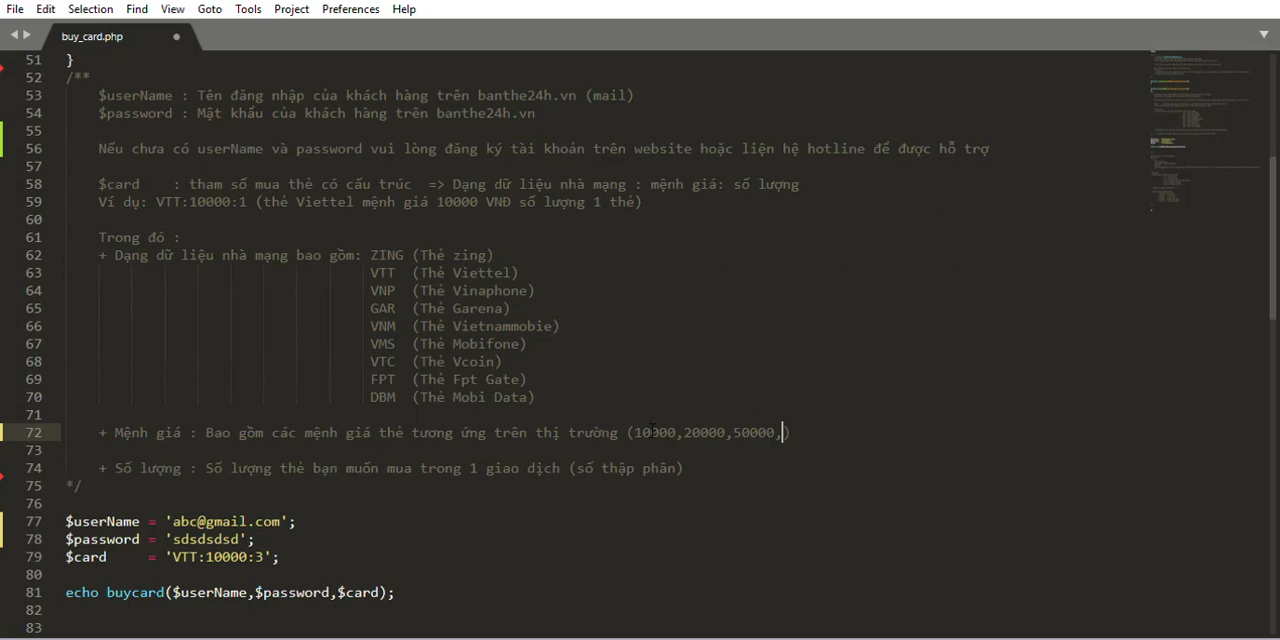 File Edit Selection Find View Goto Tools Project Preferences Help
buy_card.php
51 }
52 /**
53 $userName : Tên đăng nhập của khách hàng trên banthe24h.vn (mail)
54 $password : Mật khẩu của khách hàng trên banthe24h.vn
55
56 Nếu chưa có userName và password vui lòng đăng ký tài khoản trên website hoặc liện hệ hotline để được hỗ trợ
57
58 $card : tham số mua thẻ có cấu trúc => Dạng dữ liệu nhà mạng : mệnh giá: số lượng
59 Ví dụ: VTT:10000:1 (thẻ Viettel mệnh giá 10000 VNĐ số lượng 1 thẻ)
60
61 Trong đó :
62 + Dạng dữ liệu nhà mạng bao gồm: ZING (Thẻ zing)
63 VTT (Thẻ Viettel)
64 VNP (Thẻ Vinaphone)
65 GAR (Thẻ Garena)
66 VNM (Thẻ Vietnammobie)
67 VMS (Thẻ Mobifone)
68 VTC (Thẻ Vcoin)
69 FPT (Thẻ Fpt Gate)
70 DBM (Thẻ Mobi Data)
71
72 + Mệnh giá : Bao gồm các mệnh giá thẻ tương ứng trên thị trường (10000,20000,50000,)
73
74 + Số lượng : Số lượng thẻ bạn muốn mua trong 1 giao dịch (số thập phân)
75 */
76
77 $userName = 'abc@gmail.com';
78 $password = 'sdsdsdsd';
79 $card = 'VTT:10000:3';
80
81 echo buycard($userName,$password,$card);
82
83